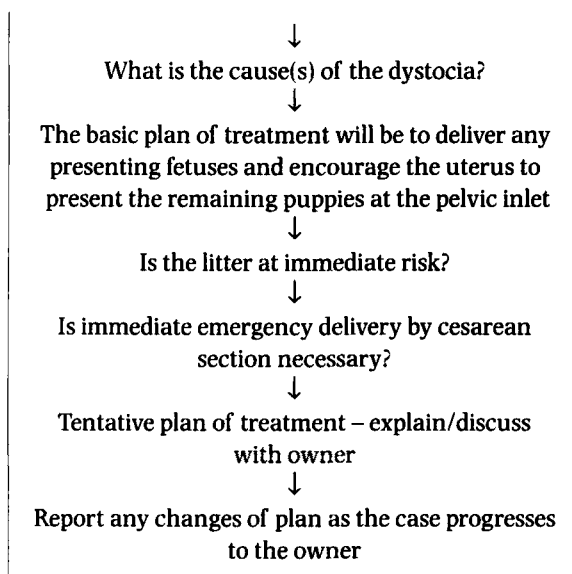 ↓
What is the cause(s) of the dystocia?
↓
The basic plan of treatment will be to deliver any
presenting fetuses and encourage the uterus to
present the remaining puppies at the pelvic inlet
↓
Is the litter at immediate risk?
↓
Is immediate emergency delivery by cesarean
section necessary?
↓
Tentative plan of treatment – explain/discuss
with owner
↓
Report any changes of plan as the case progresses
to the owner